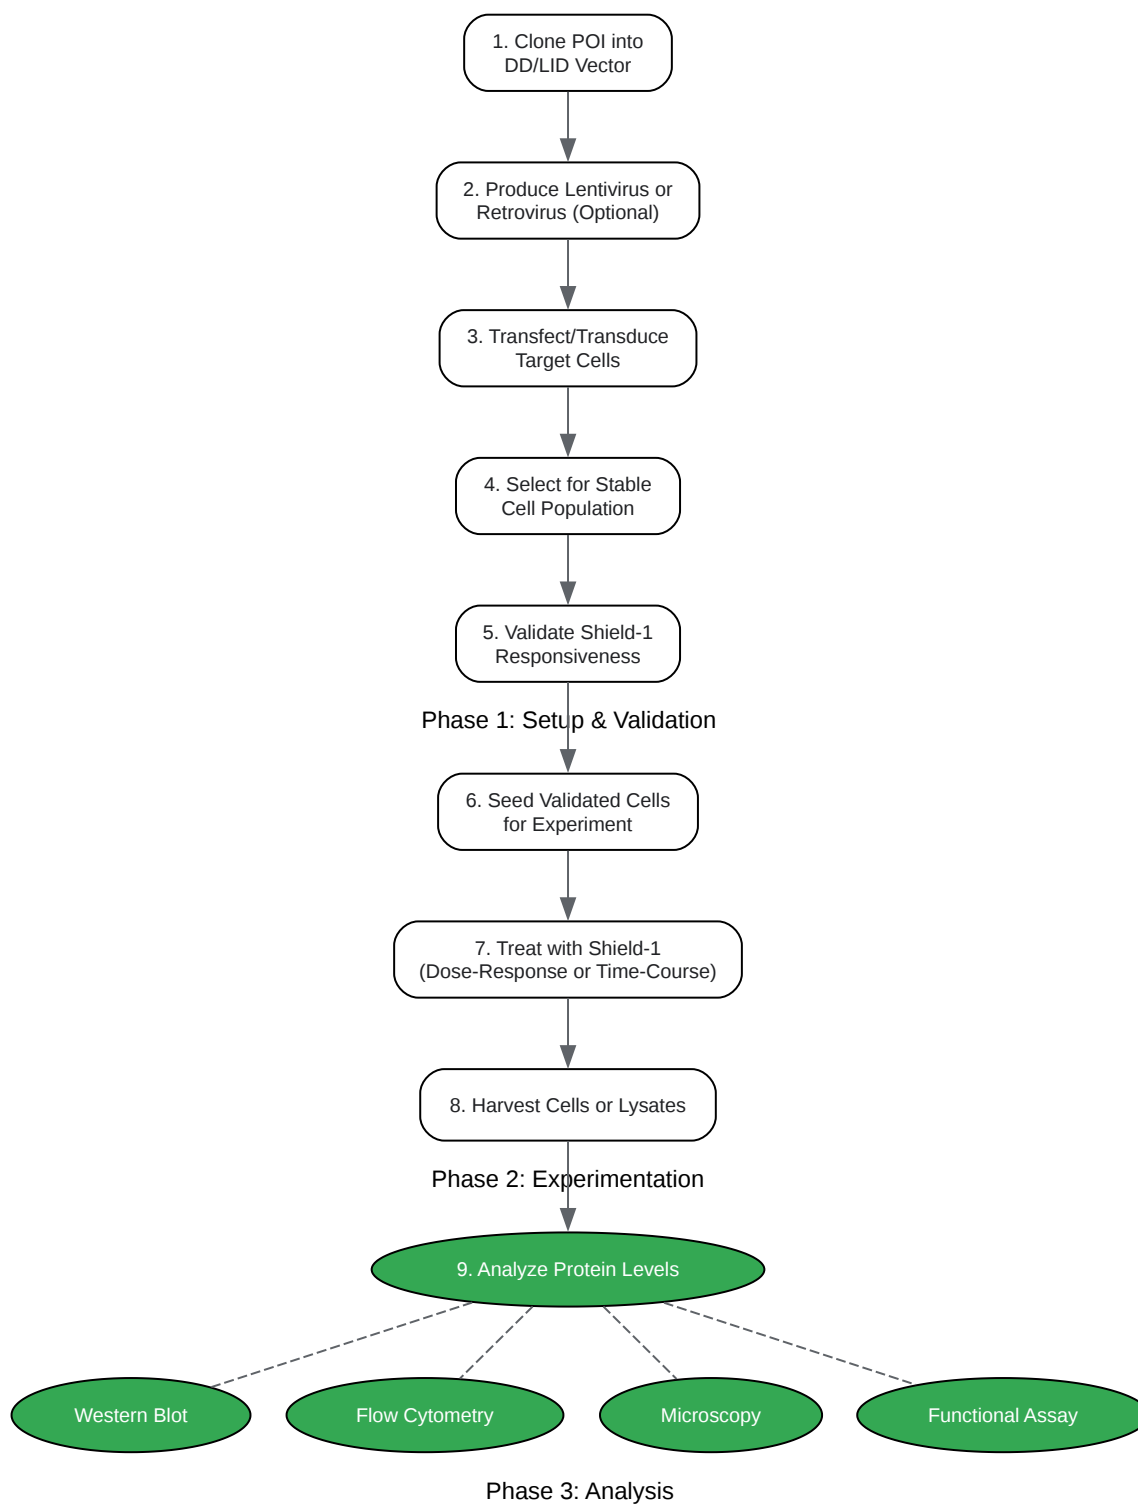 1. Clone POI into
DD/LID Vector
2. Produce Lentivirus or
Retrovirus (Optional)
3. Transfect/Transduce
Target Cells
4. Select for Stable
Cell Population
5. Validate Shield-1
Responsiveness
Phase 1: Setup & Validation
6. Seed Validated Cells
for Experiment
7. Treat with Shield-1
(Dose-Response or Time-Course)
8. Harvest Cells or Lysates
Phase 2: Experimentation
9. Analyze Protein Levels
Western Blot
Flow Cytometry
Microscopy
Functional Assay
Phase 3: Analysis